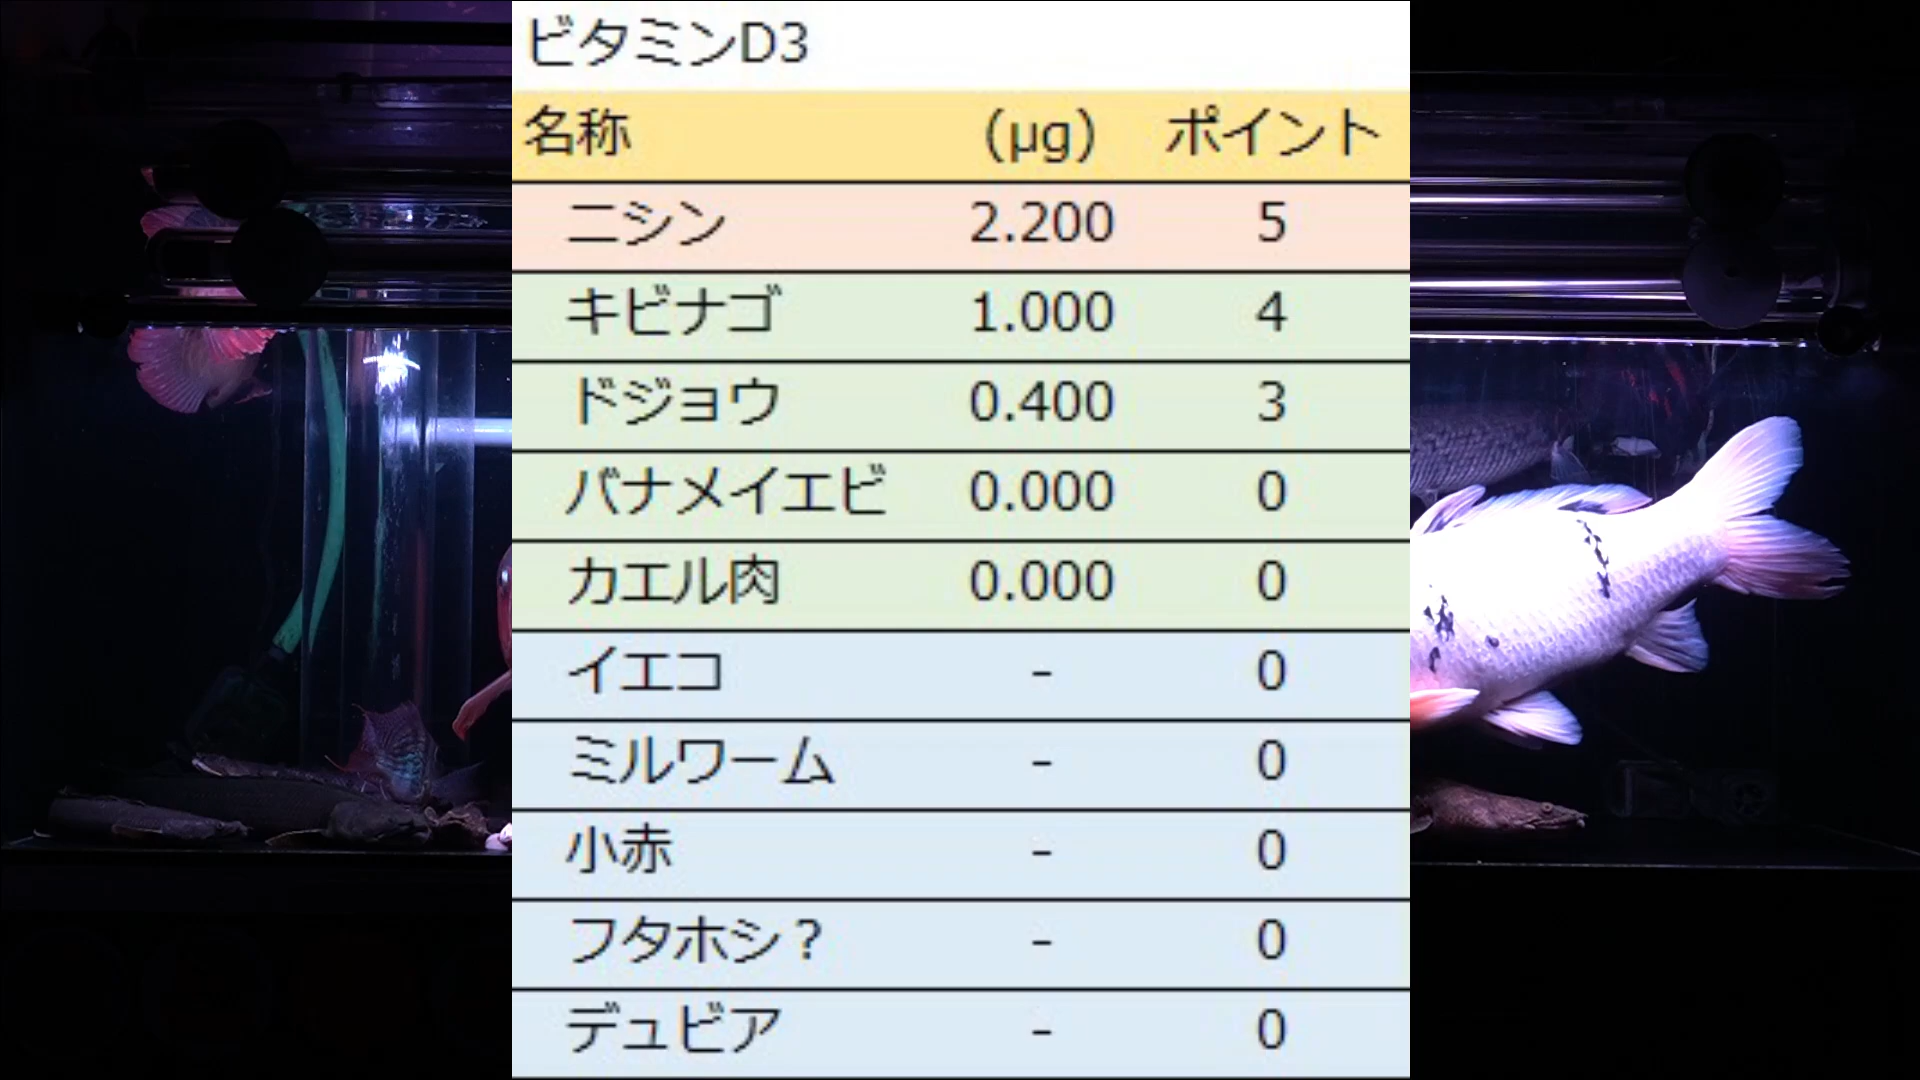 ビタミンD3
名称 (μg) ポイント
ニシン 2.200 5
キビナゴ 1.000 4
ドジョウ 0.400 3
バナメイエビ 0.000 0
カエル肉 0.000 0
イエコ - 0
ミルワーム - 0
小赤 - 0
フタホシ？ - 0
デュビア - 0